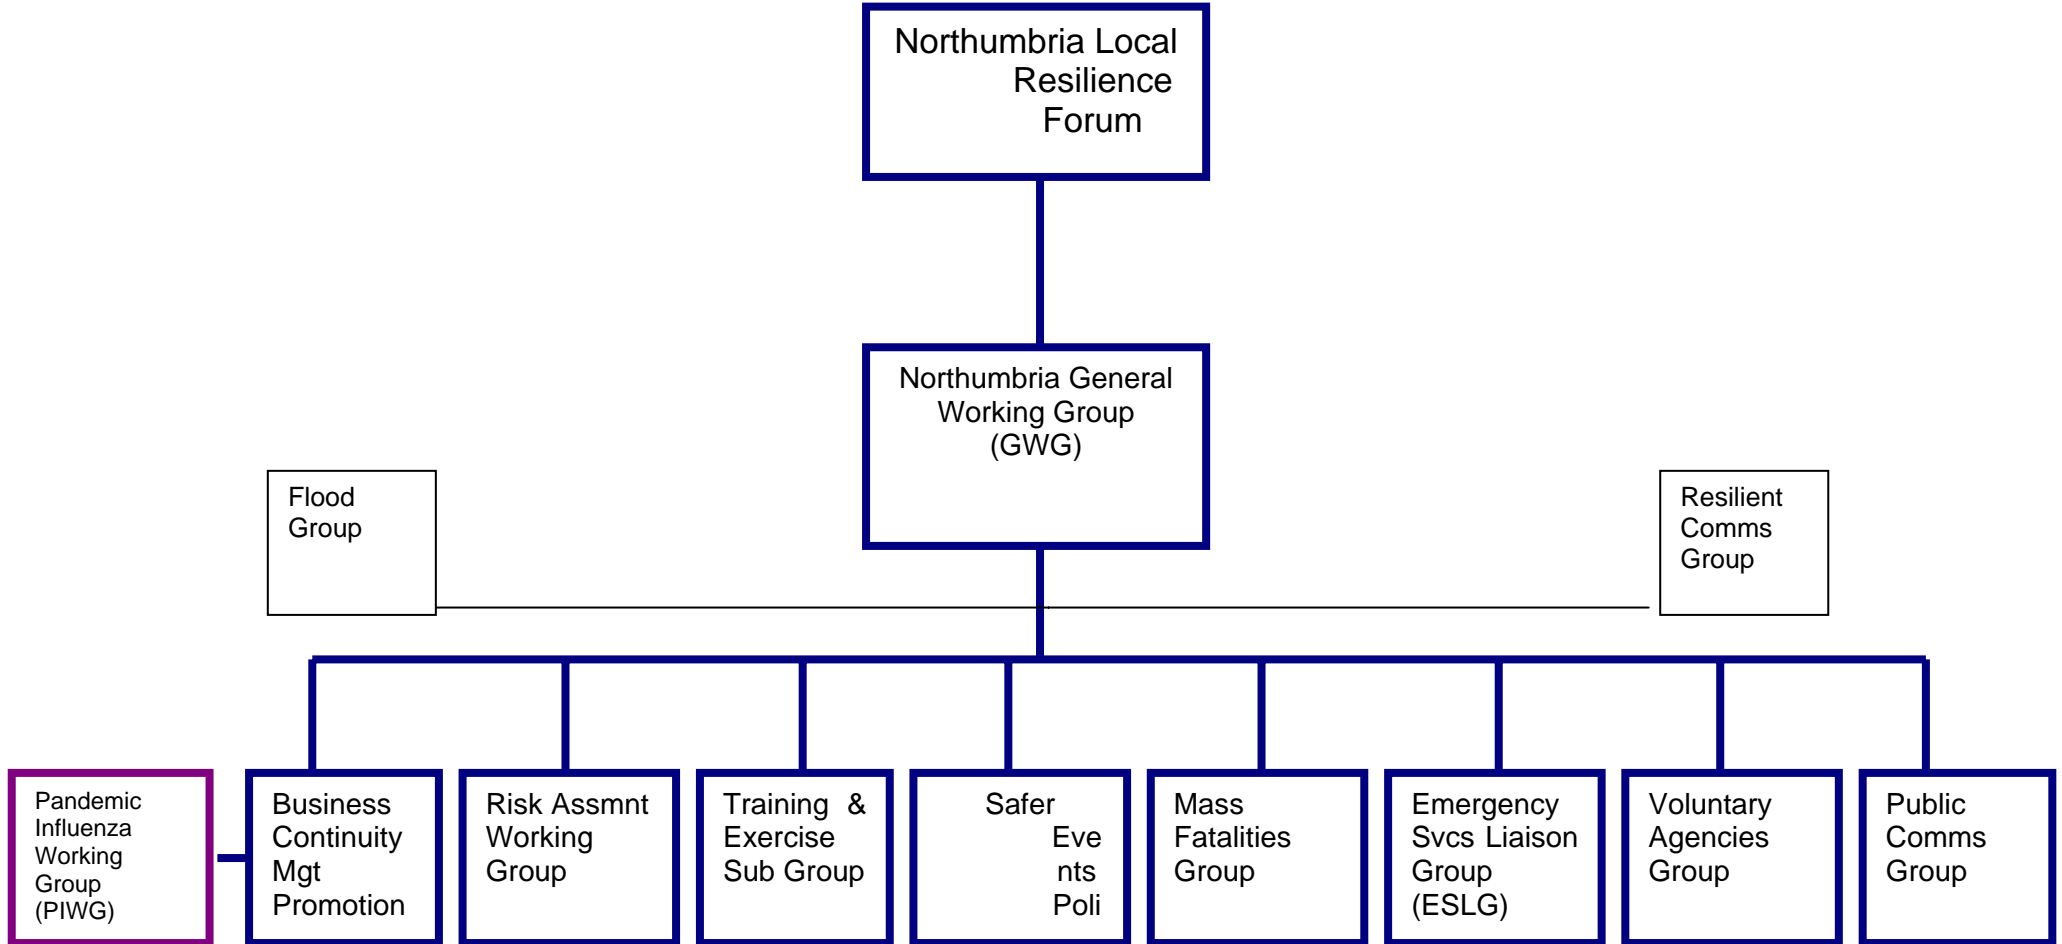 Northumbria Local
Resilience
Forum
Northumbria General
Working Group
(GWG)
Flood
Group
Resilient
Comms
Group
Pandemic
Influenza
Working
Group
(PIWG)
Business
Continuity
Mgt
Promotion
Risk Assmnt
Working
Group
Training &
Exercise
Sub Group
Safer
Eve
nts
Poli
Mass
Fatalities
Group
Emergency
Svcs Liaison
Group
(ESLG)
Voluntary
Agencies
Group
Public
Comms
Group